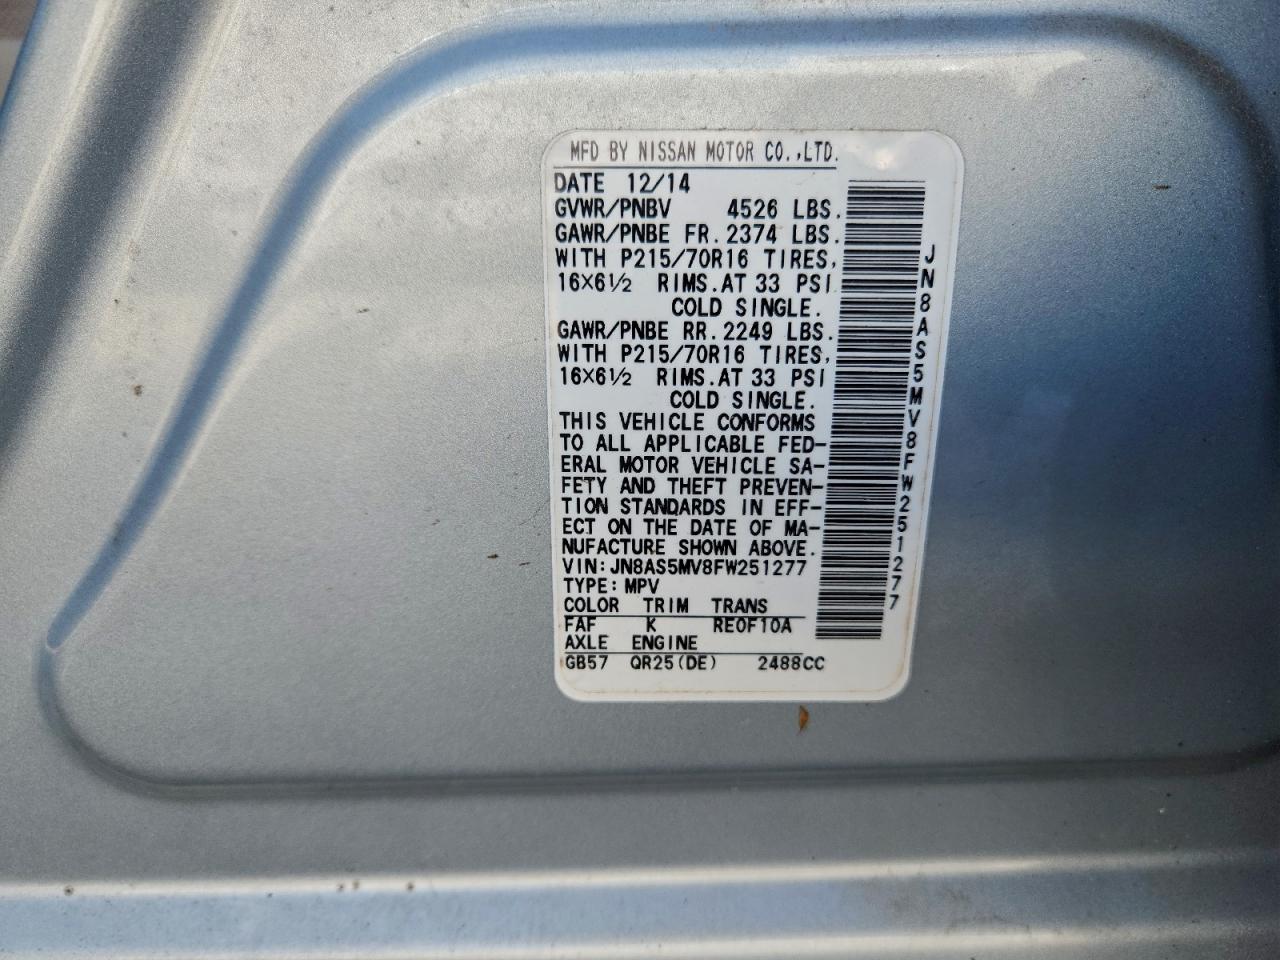 MFD BY NISSAN MOTOR CO.,LTD.
DATE 12/14
GVWR/PNBV 4526 LBS.
GAWR/PNBE FR. 2374 LBS.
WITH P215/70R16 TIRES,
16×6½ RIMS. AT 33 PSI
COLD SINGLE.
GAWR/PNBE RR. 2249 LBS.
WITH P215/70R16 TIRES,
16×6½ RIMS. AT 33 PSI
COLD SINGLE.
THIS VEHICLE CONFORMS
TO ALL APPLICABLE FED-
ERAL MOTOR VEHICLE SA-
FETY AND THEFT PREVEN-
TION STANDARDS IN EFF-
ECT ON THE DATE OF MA-
NUFACTURE SHOWN ABOVE.
VIN: JN8AS5MV8FW251277
TYPE: MPV
COLOR TRIM TRANS
FAF K RE0F10A
AXLE ENGINE
GB57 QR25(DE) 2488CC
JN8AS5MV8FW251277